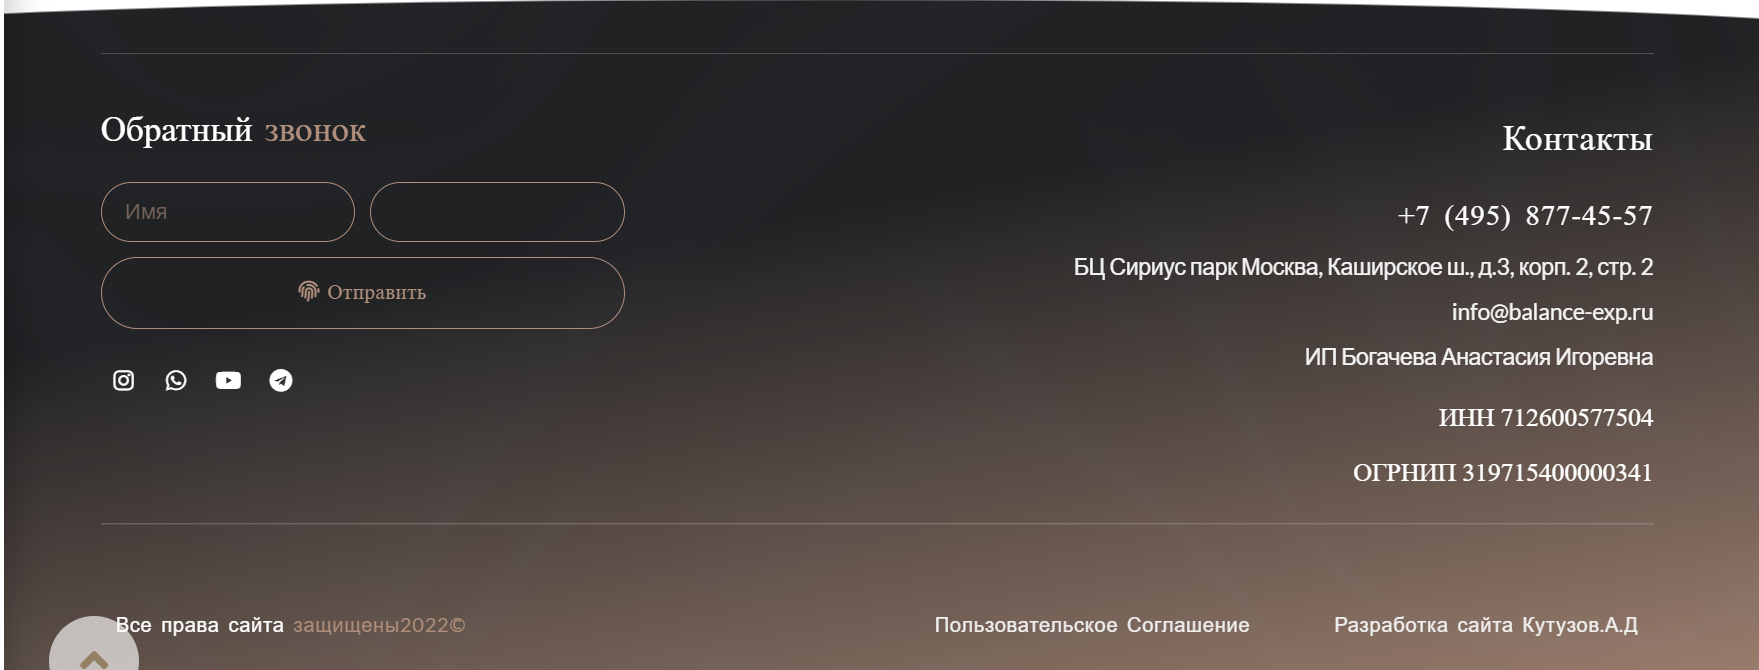 Обратный звонок
Имя
Отправить
Контакты
+7 (495) 877-45-57
БЦ Сириус парк Москва, Каширское ш., д.3, корп. 2, стр. 2
info@balance-exp.ru
ИП Богачева Анастасия Игоревна
ИНН 712600577504
ОГРНИП 319715400000341
Все права сайта защищены2022©
Пользовательское Соглашение
Разработка сайта Кутузов.А.Д